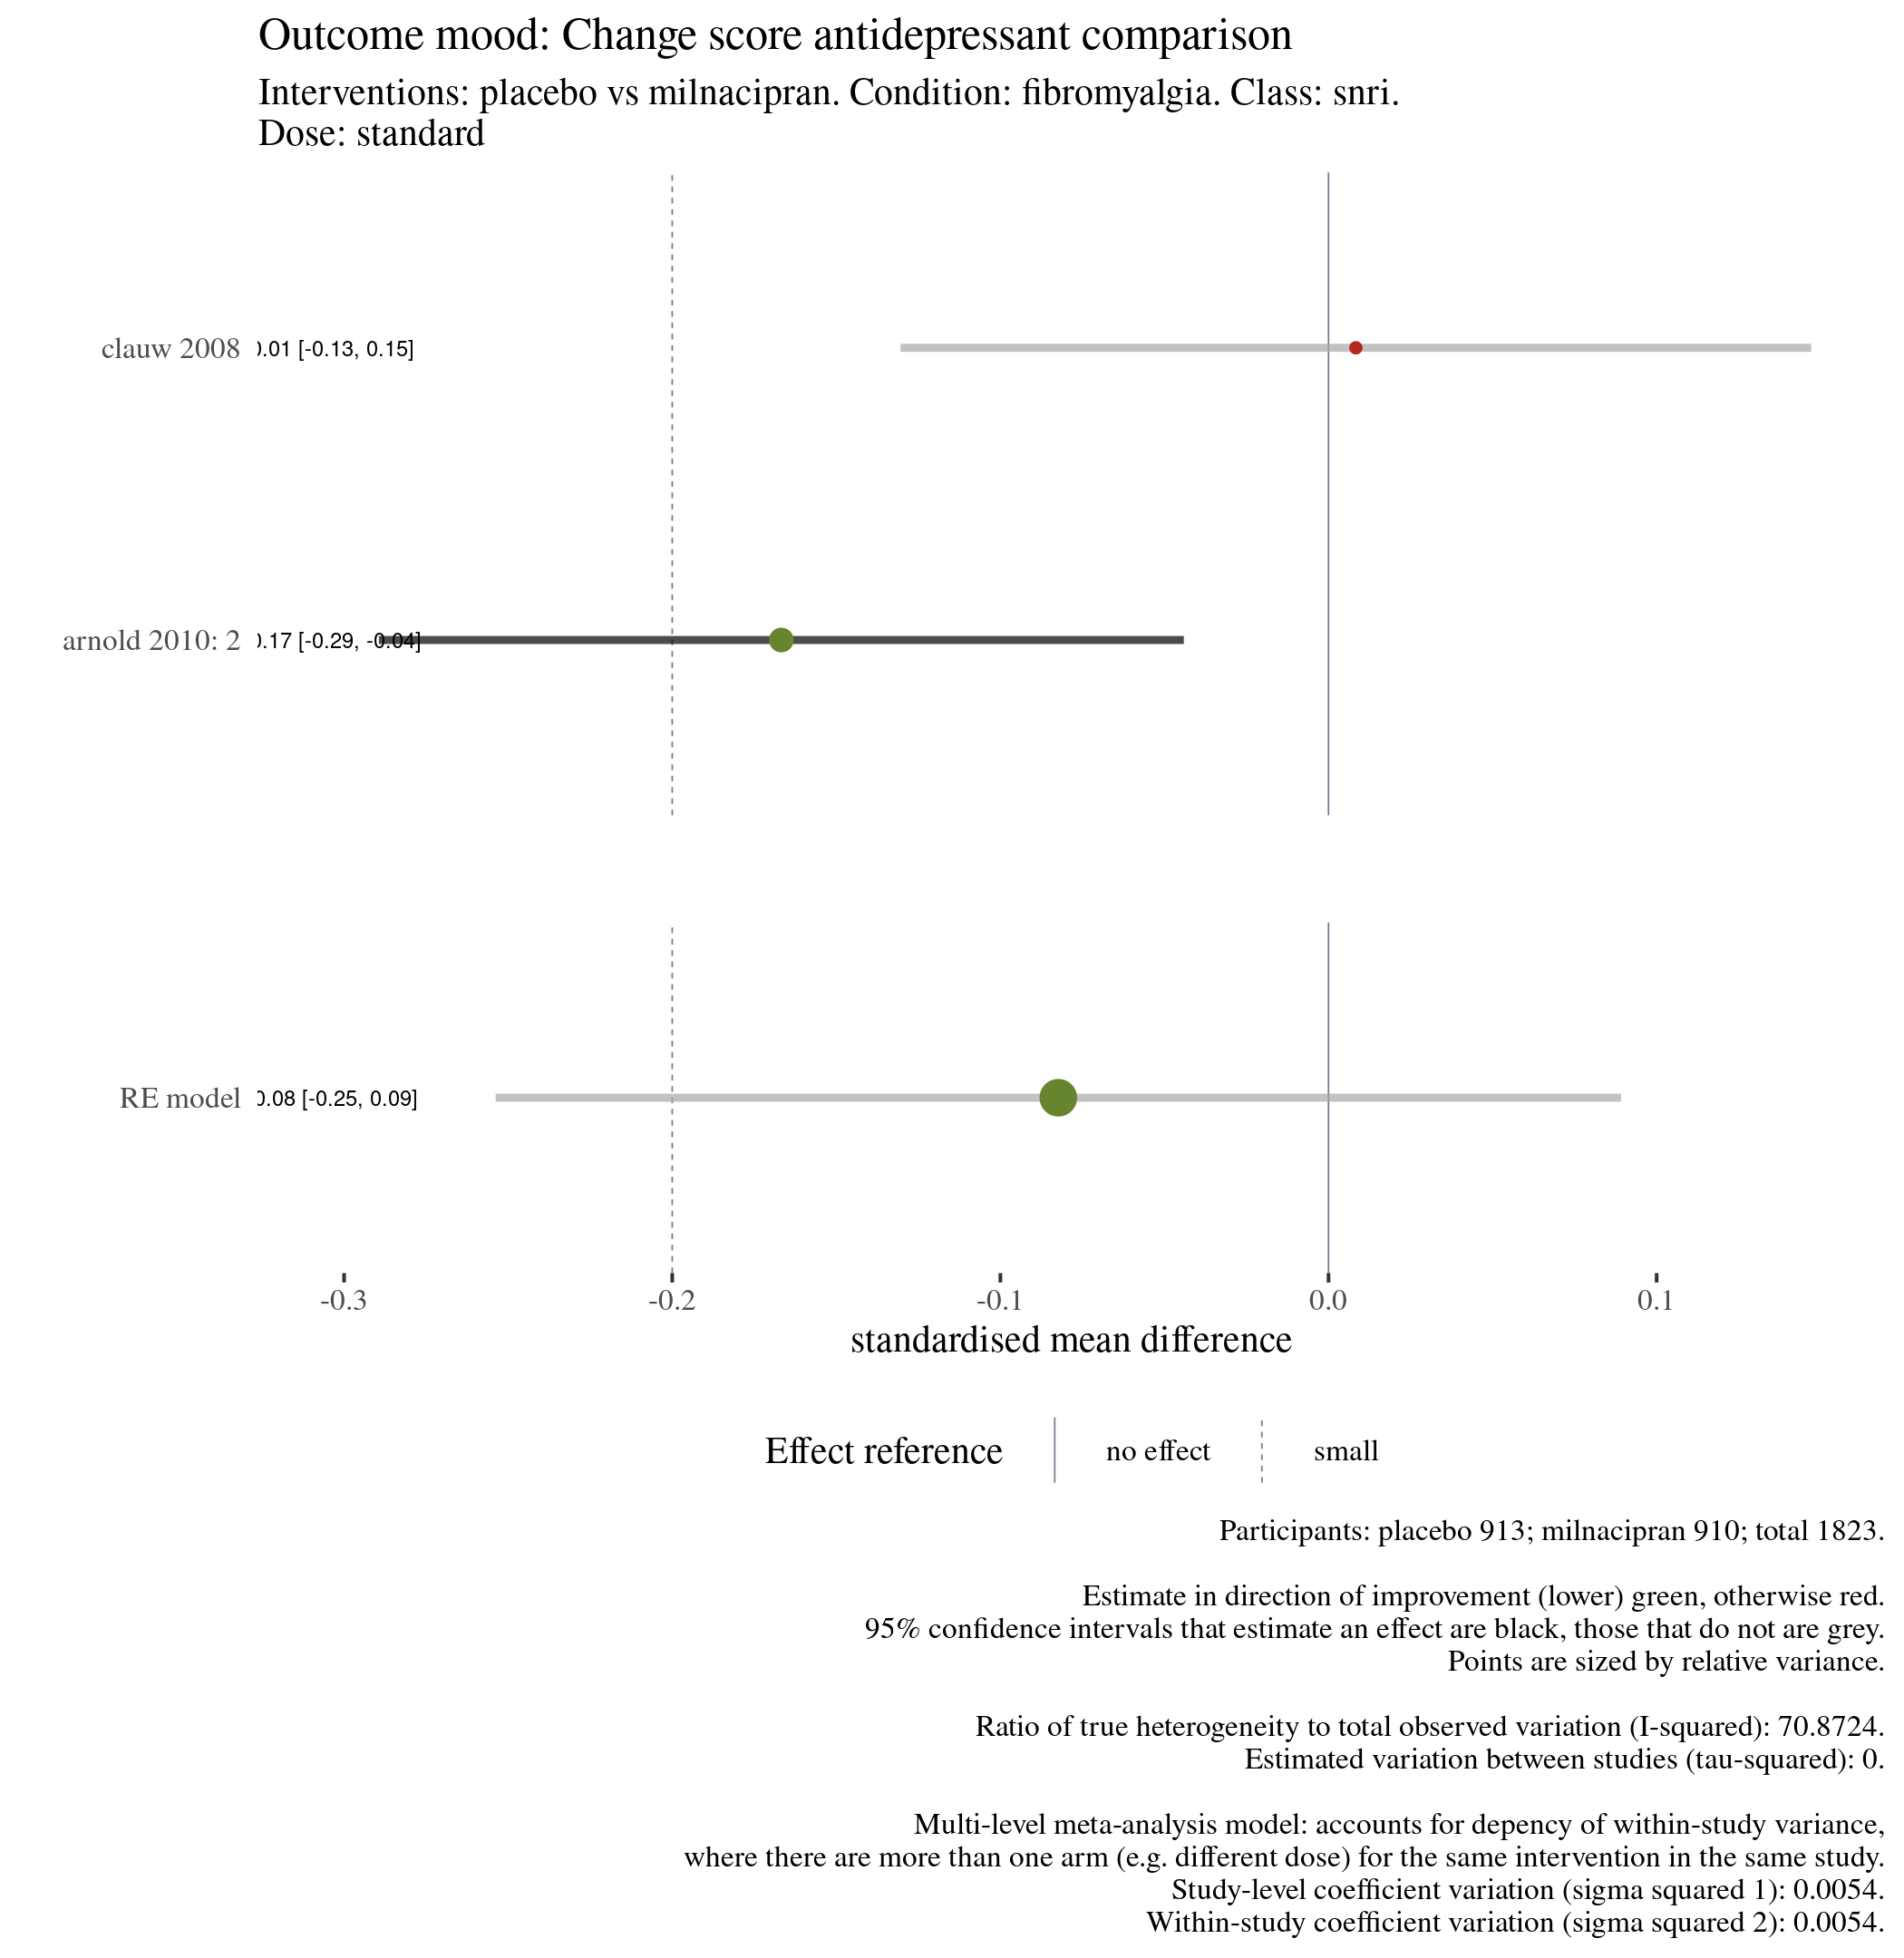 Outcome mood: Change score antidepressant comparison
Interventions: placebo vs milnacipran. Condition: fibromyalgia. Class: snri.
Dose: standard
clauw 2008 0.01 [-0.13, 0.15]
arnold 2010: 2 0.17 [-0.29, -0.04]
RE model 0.08 [-0.25, 0.09]
-0.3 -0.2 -0.1 0.0 0.1
standardised mean difference
Effect reference no effect small
Participants: placebo 913; milnacipran 910; total 1823.
Estimate in direction of improvement (lower) green, otherwise red.
95% confidence intervals that estimate an effect are black, those that do not are grey.
Points are sized by relative variance.
Ratio of true heterogeneity to total observed variation (I-squared): 70.8724.
Estimated variation between studies (tau-squared): 0.
Multi-level meta-analysis model: accounts for depency of within-study variance,
where there are more than one arm (e.g. different dose) for the same intervention in the same study.
Study-level coefficient variation (sigma squared 1): 0.0054.
Within-study coefficient variation (sigma squared 2): 0.0054.